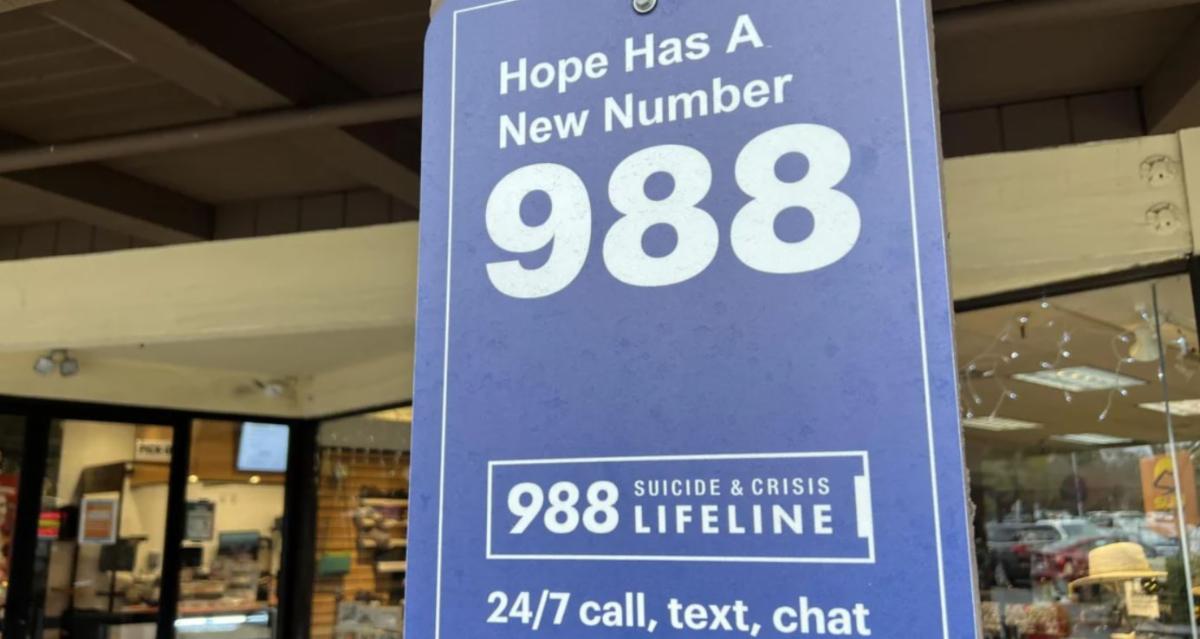 Hope Has A
New Number
988
988 SUICIDE & CRISIS
LIFELINE
24/7 call, text, chat